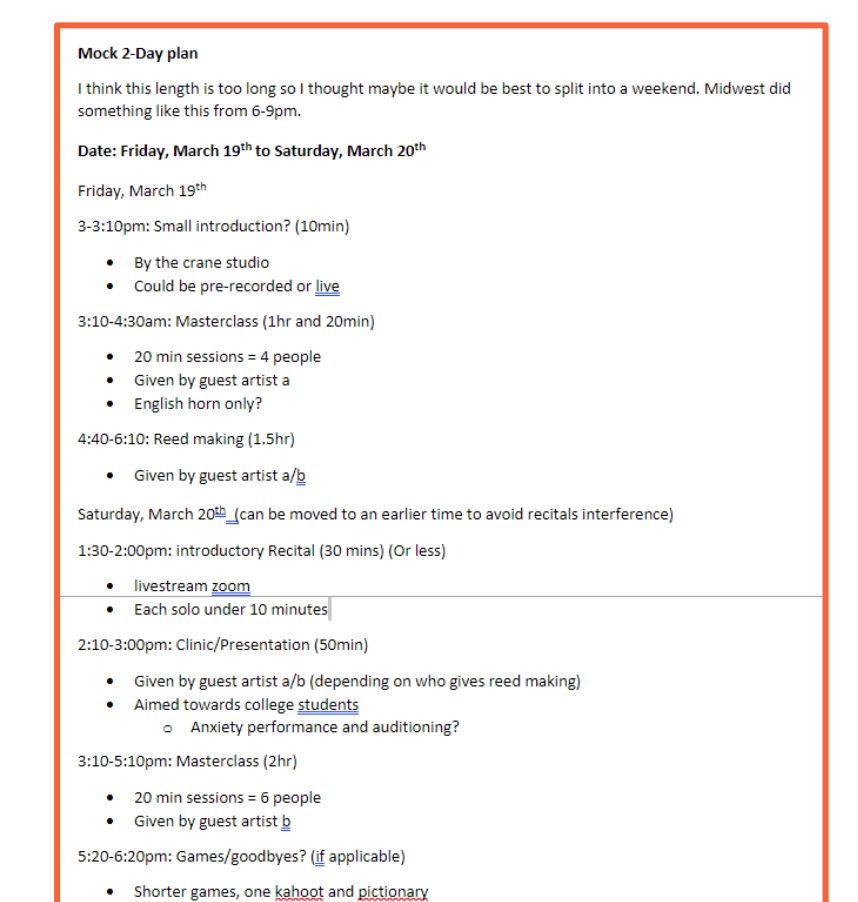 Mock 2-Day plan
I think this length is too long so I thought maybe it would be best to split into a weekend. Midwest did
something like this from 6-9pm.
Date: Friday, March 19th to Saturday, March 20th
Friday, March 19th
3-3:10pm: Small introduction? (10min)
• By the crane studio
• Could be pre-recorded or live
3:10-4:30am: Masterclass (1hr and 20min)
• 20 min sessions = 4 people
• Given by guest artist a
• English horn only?
4:40-6:10: Reed making (1.5hr)
• Given by guest artist a/b
Saturday, March 20th (can be moved to an earlier time to avoid recitals interference)
1:30-2:00pm: introductory Recital (30 mins) (Or less)
• livestream zoom
• Each solo under 10 minutes
2:10-3:00pm: Clinic/Presentation (50min)
• Given by guest artist a/b (depending on who gives reed making)
• Aimed towards college students
o Anxiety performance and auditioning?
3:10-5:10pm: Masterclass (2hr)
• 20 min sessions = 6 people
• Given by guest artist b
5:20-6:20pm: Games/goodbyes? (if applicable)
• Shorter games, one kahoot and pictionary